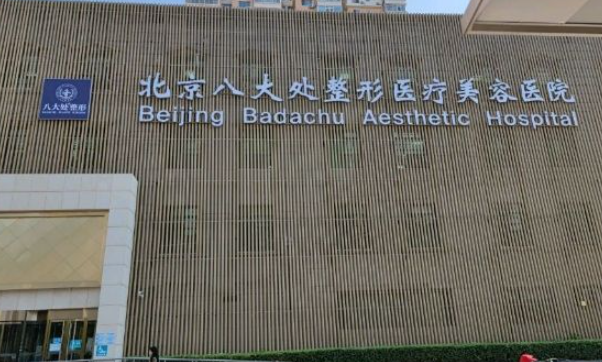 北京八大处整形医疗美容医院
Beijing Badachu Aesthetic Hospital
八大处整形